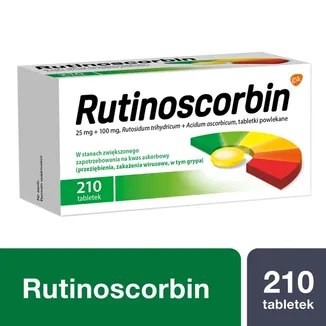 gsk
Rutinoscorbin
25 mg + 100 mg, Rutosidum trihydricum + Acidum ascorbicum, tabletki powlekane
W stanach zwiększonego
zapotrzebowania na kwas askorbowy
(przeziębienia, zakażenia wirusowe, w tym grypa)
210
tabletek
Rutinoscorbin
210
tabletek